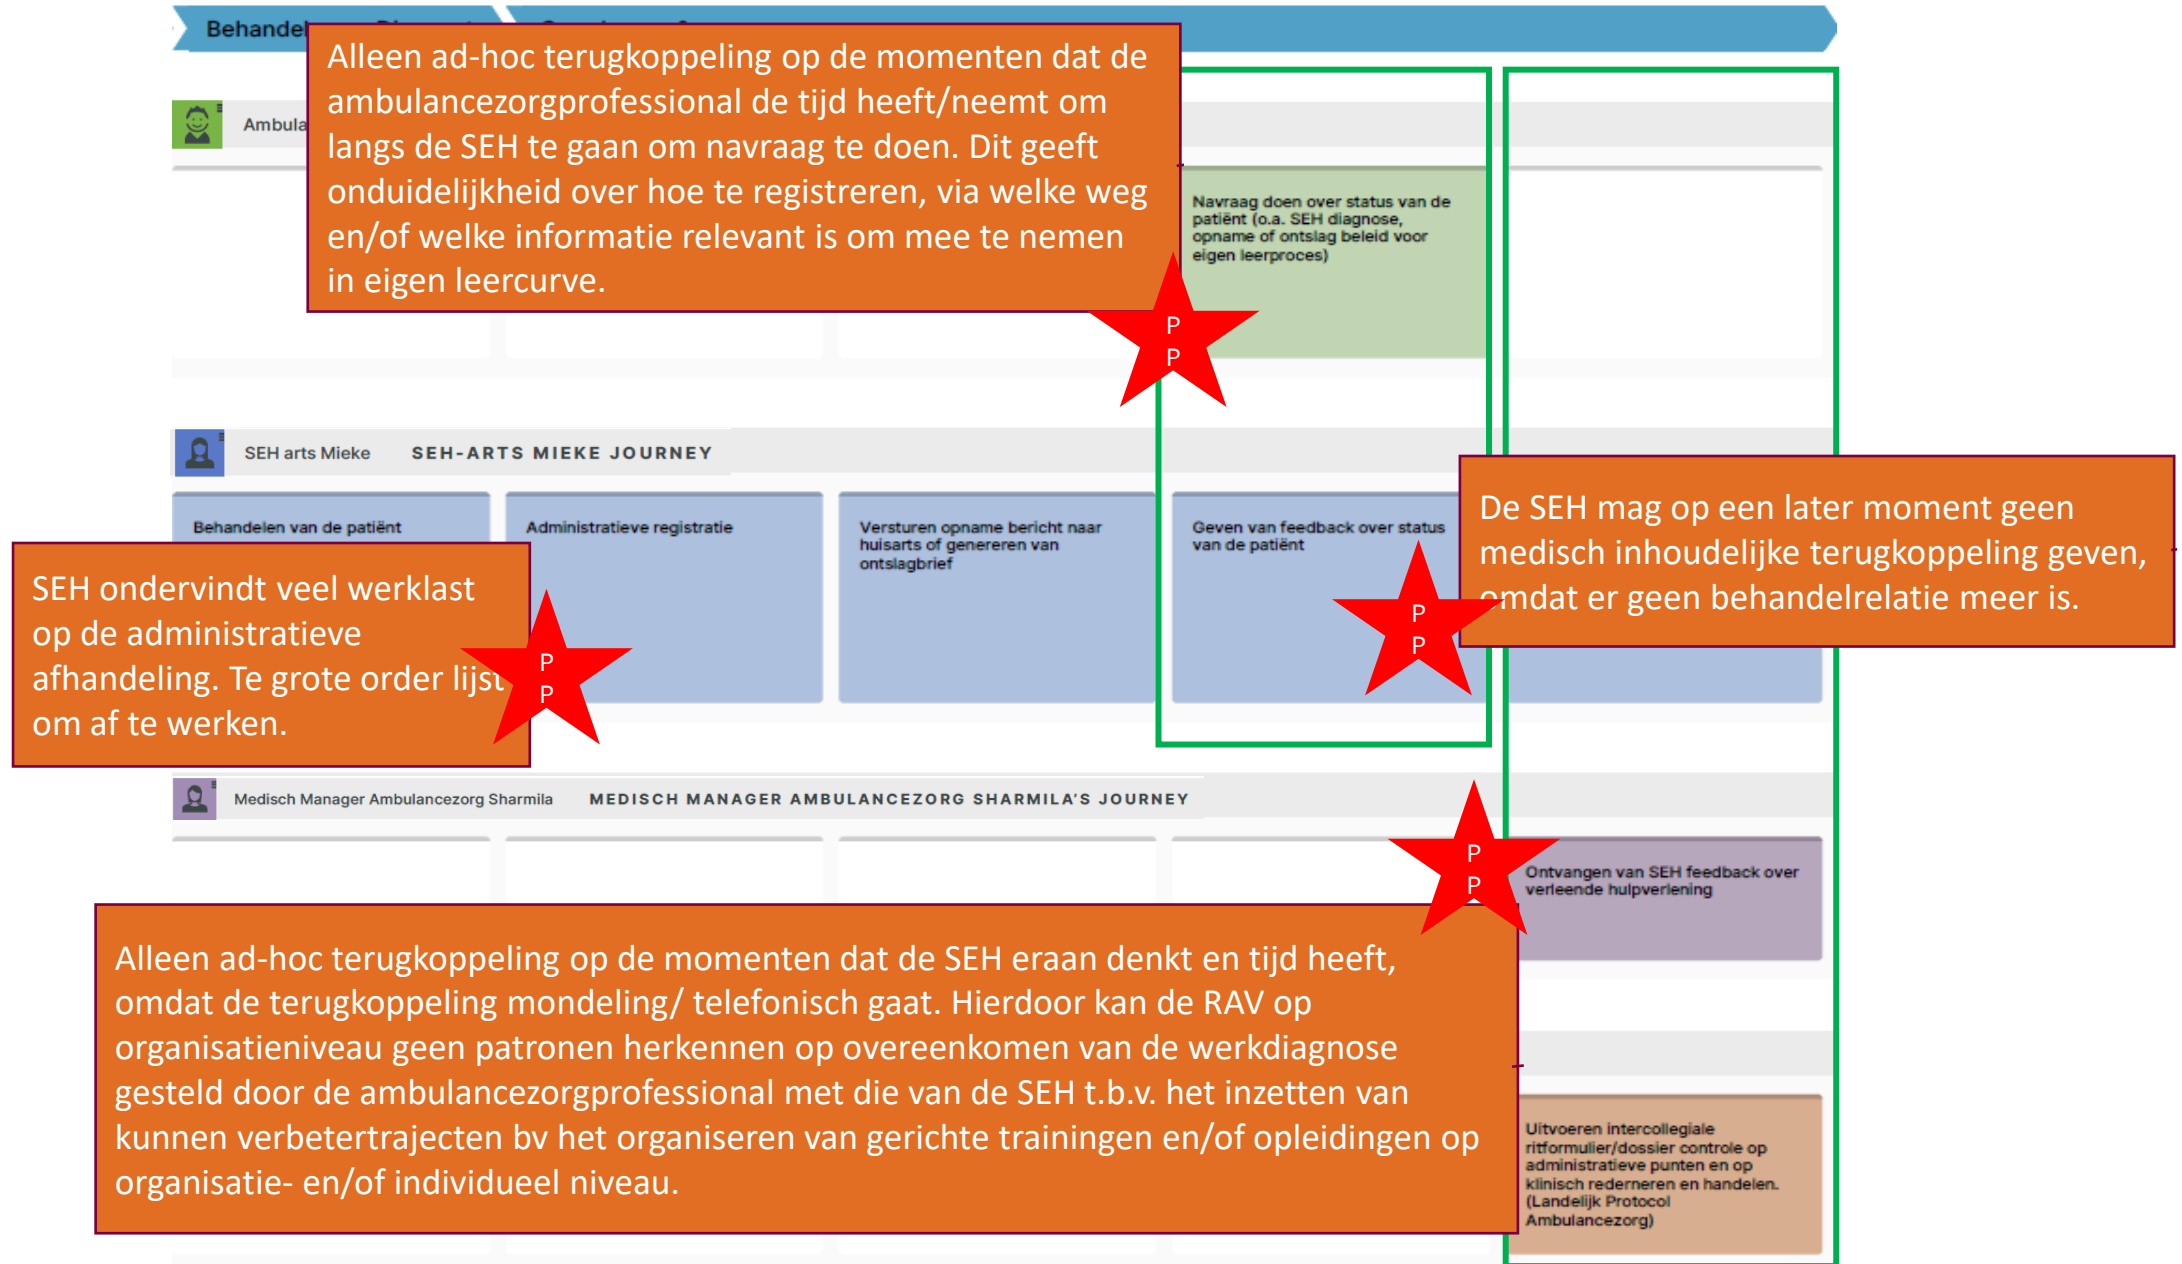 Alleen ad-hoc terugkoppeling op de momenten dat de
ambulancezorgprofessional de tijd heeft/neemt om
langs de SEH te gaan om navraag te doen. Dit geeft
onduidelijkheid over hoe te registreren, via welke weg
en/of welke informatie relevant is om mee te nemen
in eigen leercurve.
Navraag doen over status van de
patiënt (o.a. SEH diagnose,
opname of ontslag beleid voor
eigen leerproces)
P
P
SEH arts Mieke SEH-ARTS MIEKE JOURNEY
Behandelen van de patiënt
Administratieve registratie
Versturen opname bericht naar
huisarts of genereren van
ontslagbrief
Geven van feedback over status
van de patiënt
De SEH mag op een later moment geen
medisch inhoudelijke terugkoppeling geven,
omdat er geen behandelrelatie meer is.
P
P
SEH ondervindt veel werklast
op de administratieve
afhandeling. Te grote order lijst
om af te werken.
P
P
Medisch Manager Ambulancezorg Sharmila MEDISCH MANAGER AMBULANCEZORG SHARMILA'S JOURNEY
P
P
Ontvangen van SEH feedback over
verleende hulpverlening
Alleen ad-hoc terugkoppeling op de momenten dat de SEH eraan denkt en tijd heeft,
omdat de terugkoppeling mondeling/ telefonisch gaat. Hierdoor kan de RAV op
organisatieniveau geen patronen herkennen op overeenkomen van de werkdiagnose
gesteld door de ambulancezorgprofessional met die van de SEH t.b.v. het inzetten van
kunnen verbetertrajecten bv het organiseren van gerichte trainingen en/of opleidingen op
organisatie- en/of individueel niveau.
Uitvoeren intercollegiale
ritformulier/dossier controle op
administratieve punten en op
klinisch rederneren en handelen.
(Landelijk Protocol
Ambulancezorg)